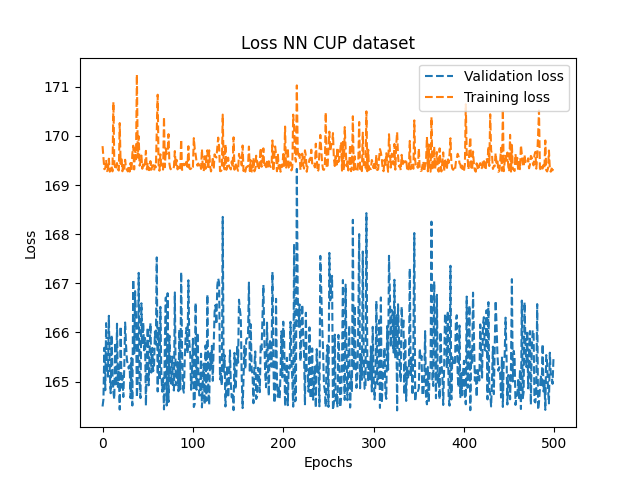 Loss NN CUP dataset
Validation loss
Training loss
171
170
169
168
167
166
165
Loss
0
100
200
300
400
500
Epochs